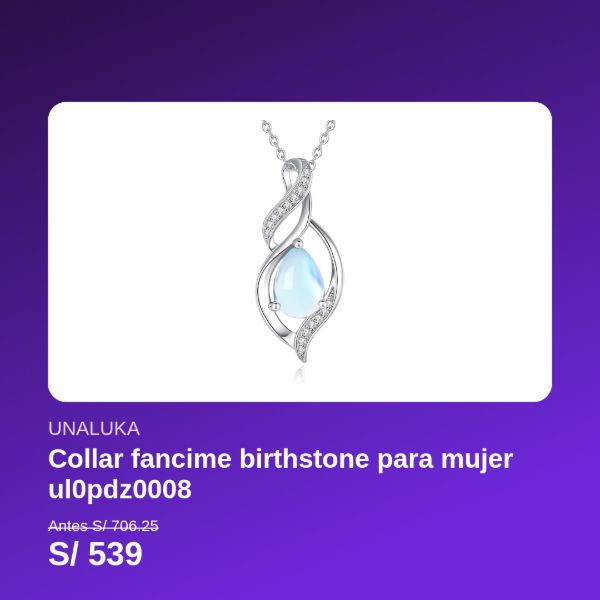 UNALUKA
Collar fancime birthstone para mujer
ul0pdz0008
Antes S/ 706.25
S/ 539